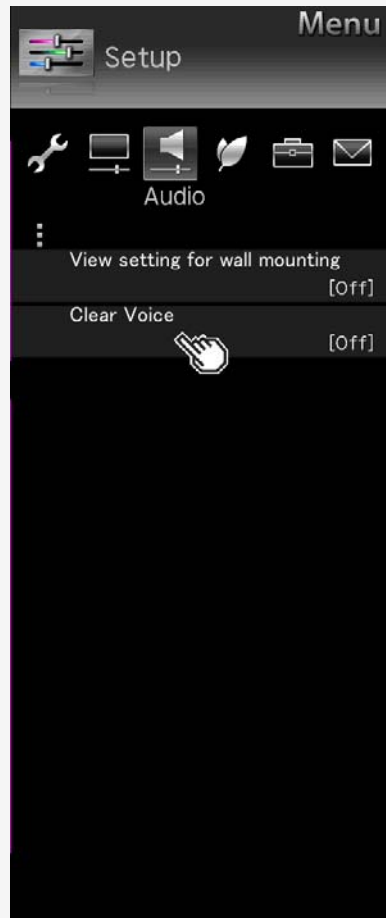 Menu
Setup
Audio
View setting for wall mounting
[Off]
Clear Voice
[Off]